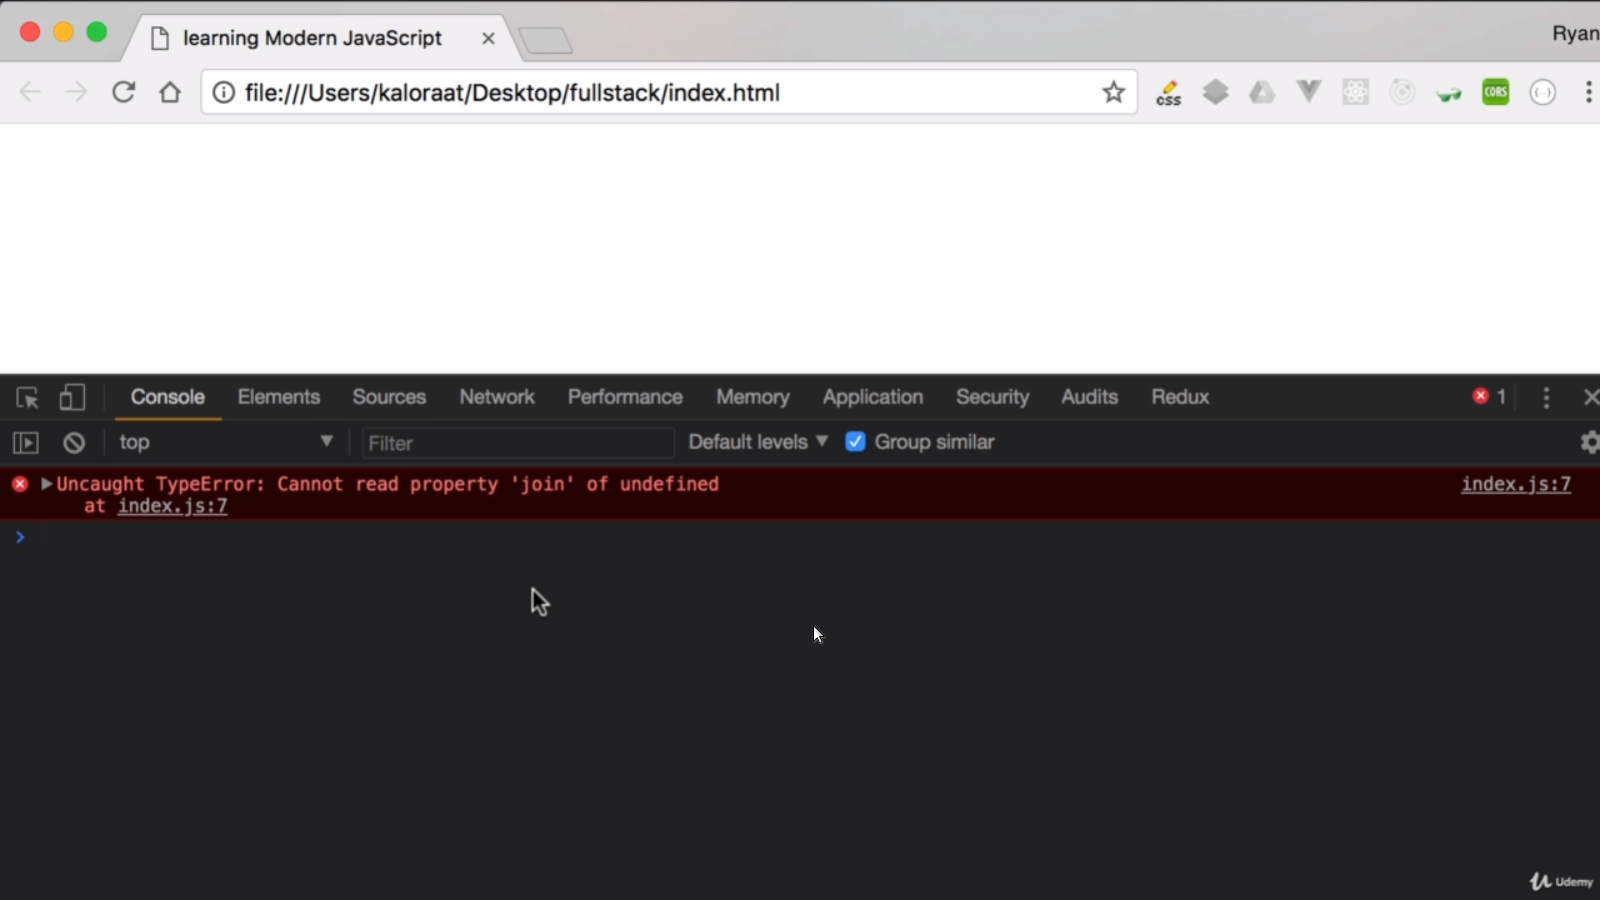 learning Modern JavaScript
Ryan
file:///Users/kaloraat/Desktop/fullstack/index.html
css
CORS
Console Elements Sources Network Performance Memory Application Security Audits Redux 1
top Filter Default levels Group similar
Uncaught TypeError: Cannot read property 'join' of undefined index.js:7
at index.js:7
Udemy